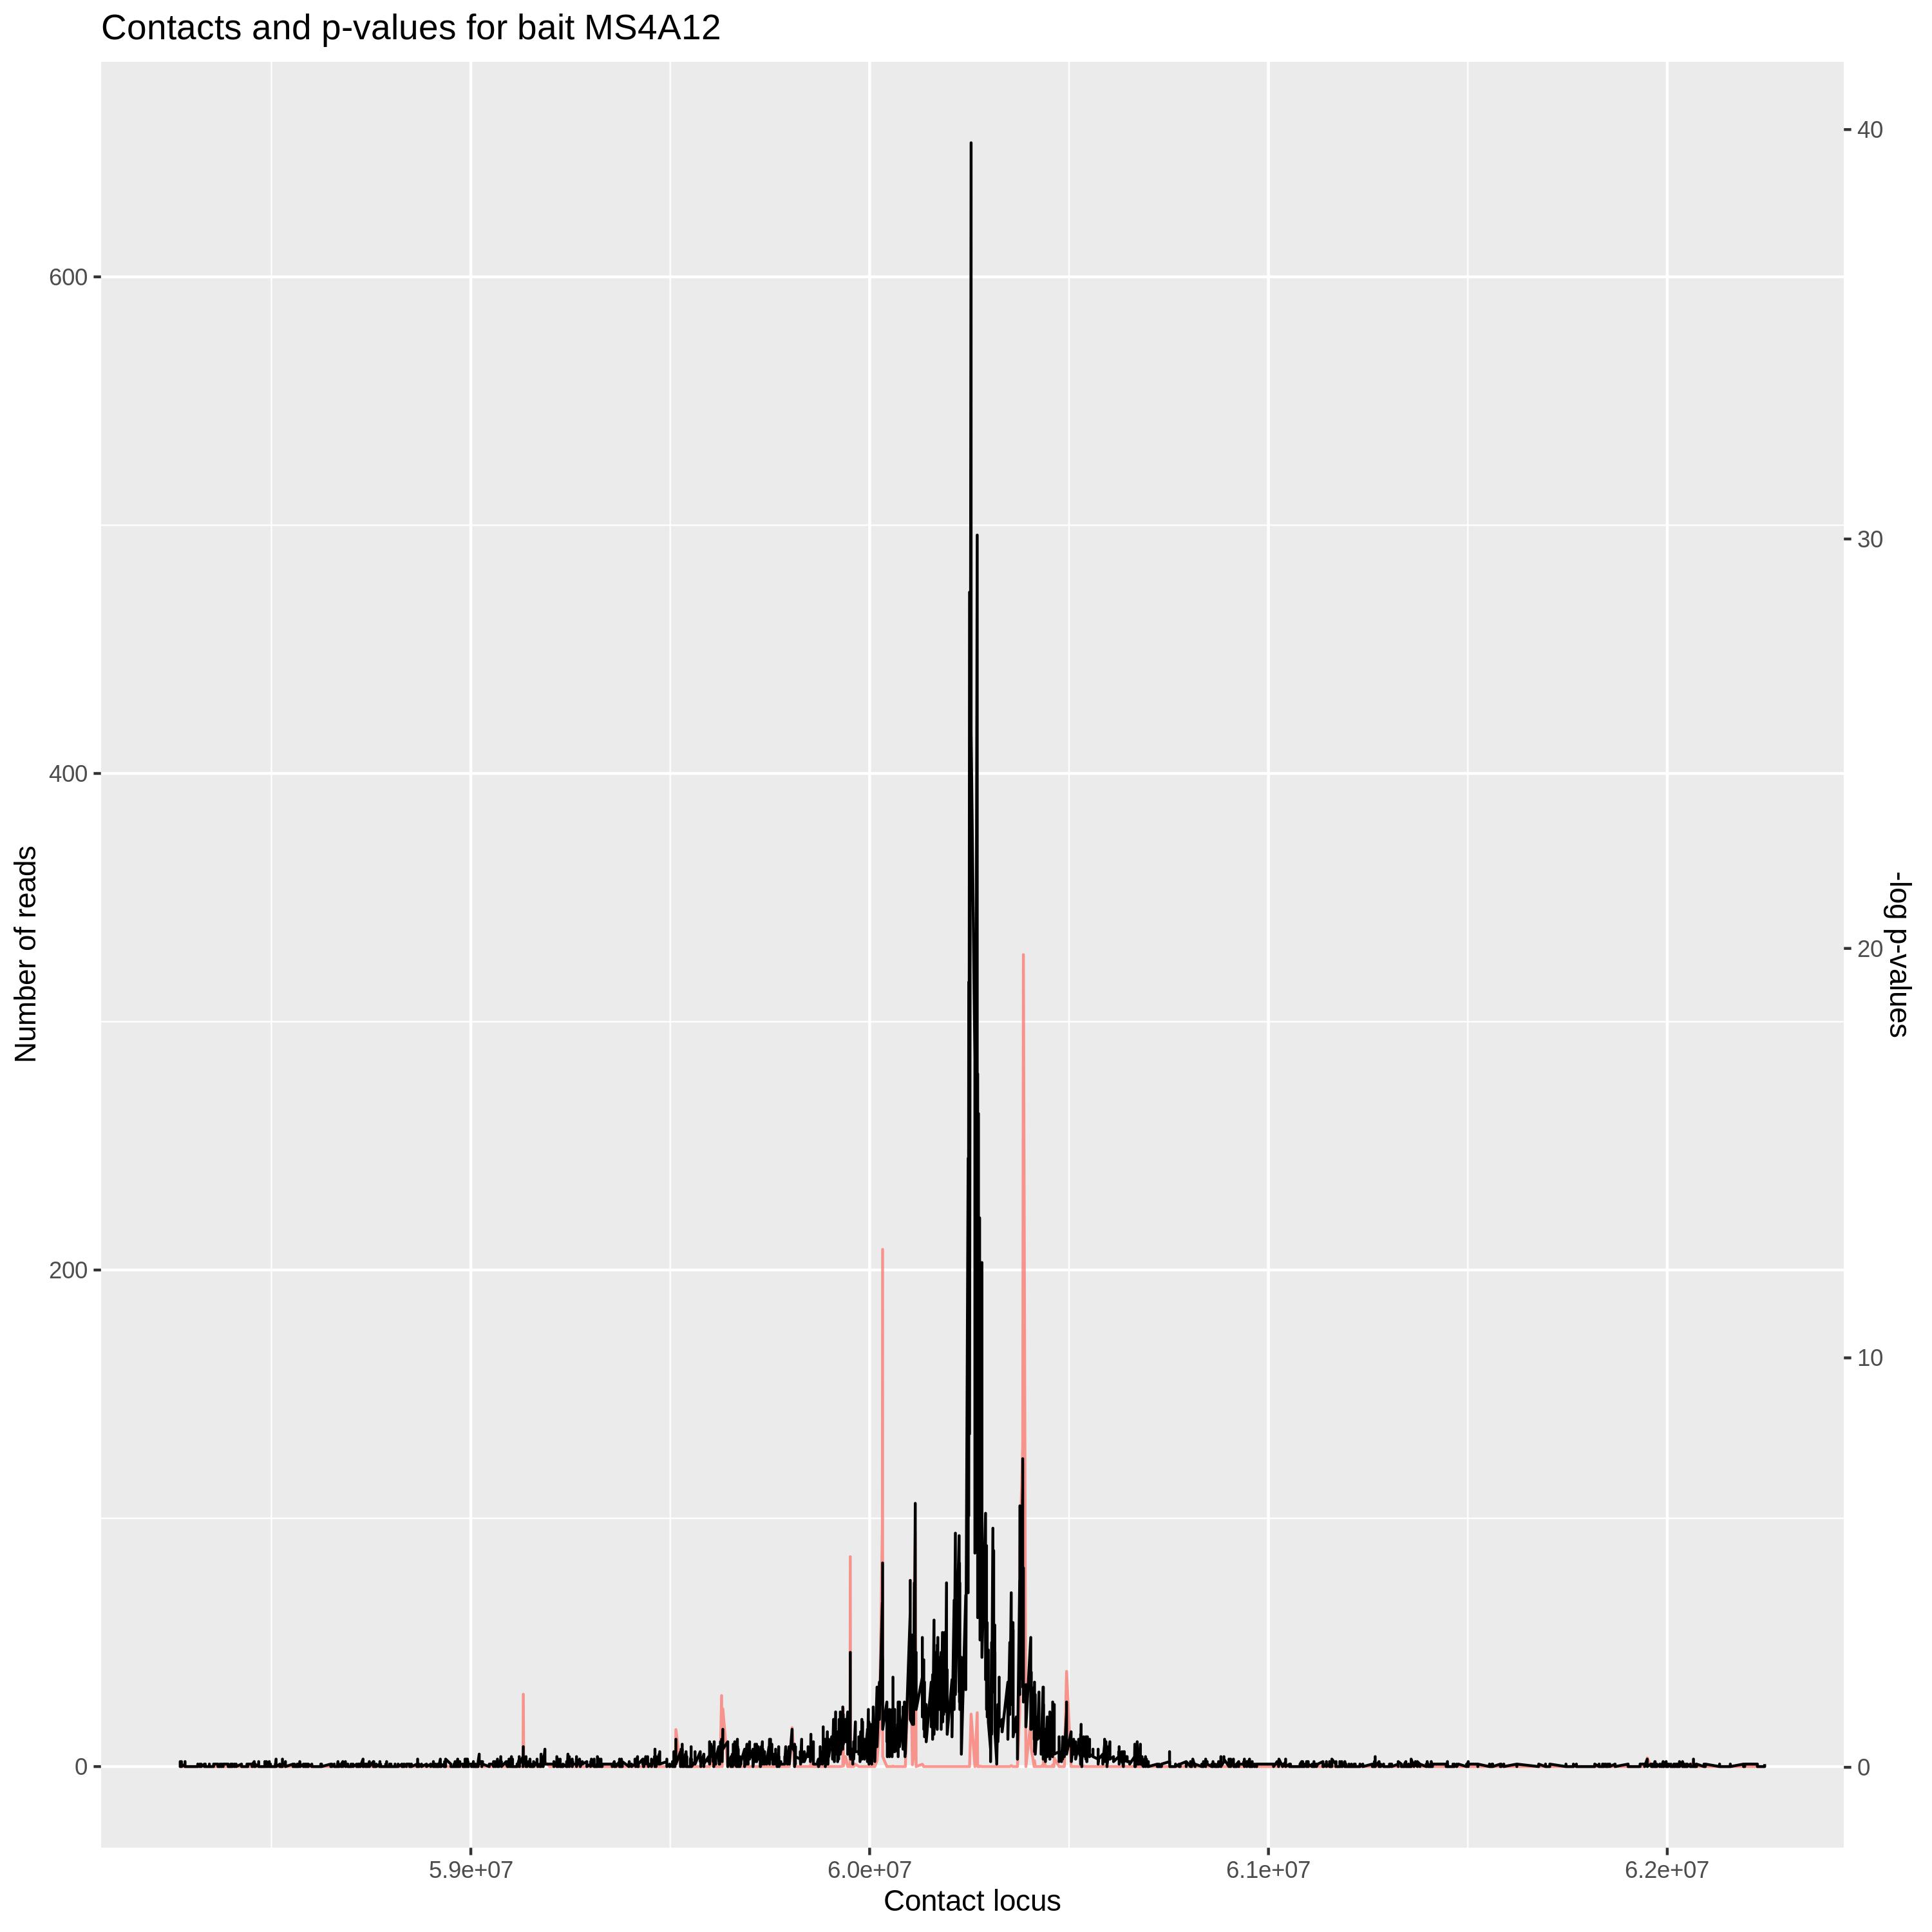 Contacts and p-values for bait MS4A12
Number of reads
600
400
200
0
40
30
20
10
0
-log p-values
5.9e+07
6.0e+07
6.1e+07
6.2e+07
Contact locus